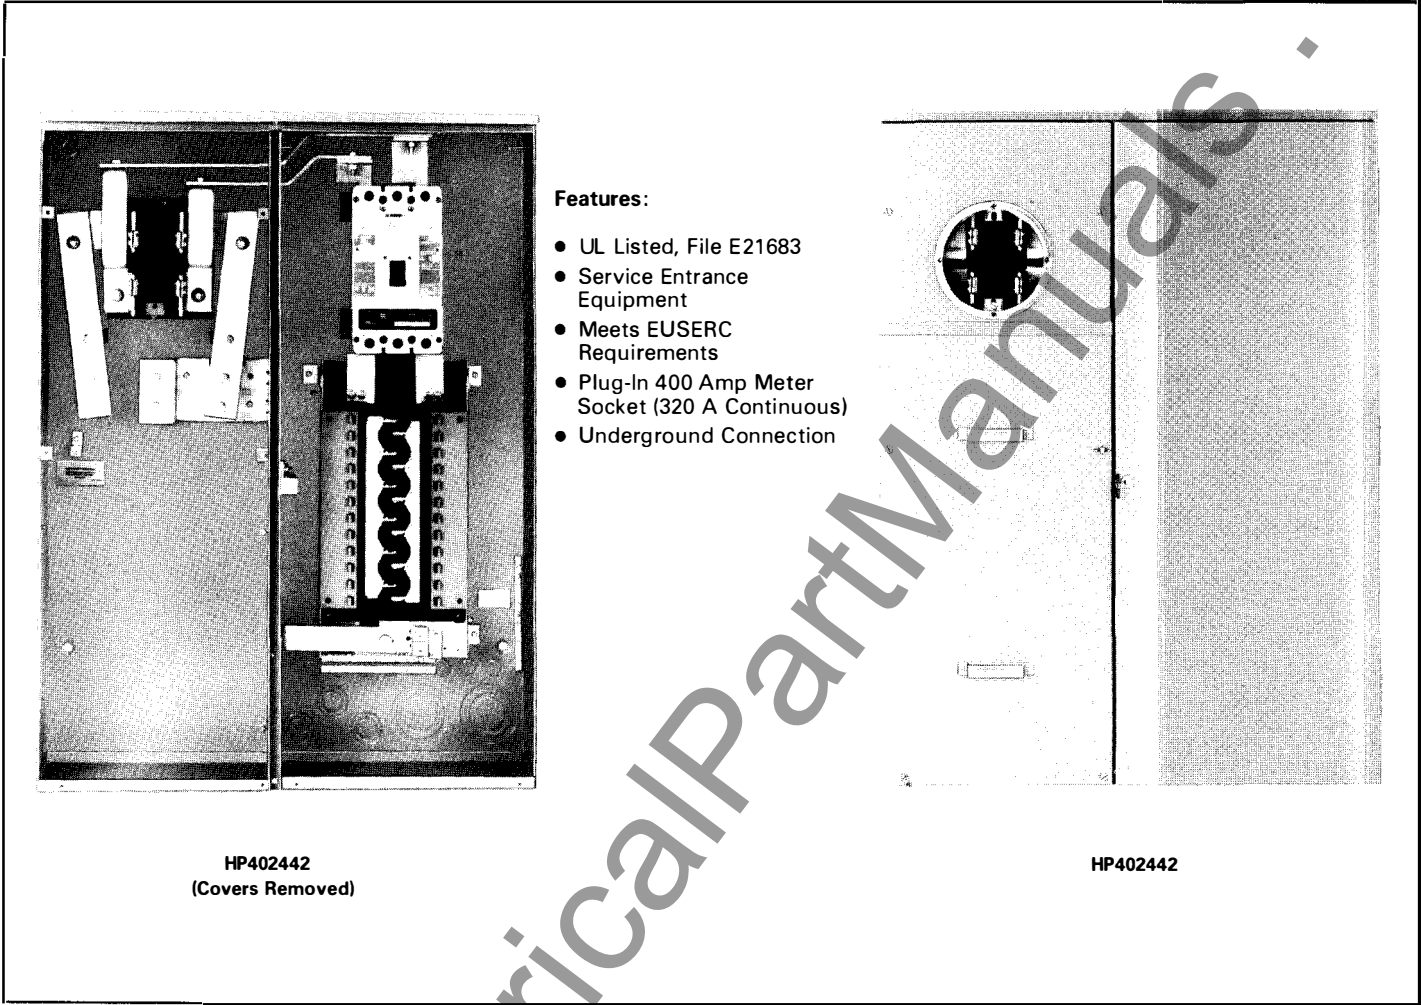 Features:
● UL Listed, File E21683
● Service Entrance
Equipment
● Meets EUSERC
Requirements
● Plug-In 400 Amp Meter
Socket (320 A Continuous)
● Underground Connection
HP402442
(Covers Removed)
HP402442
ricalPartManuals .